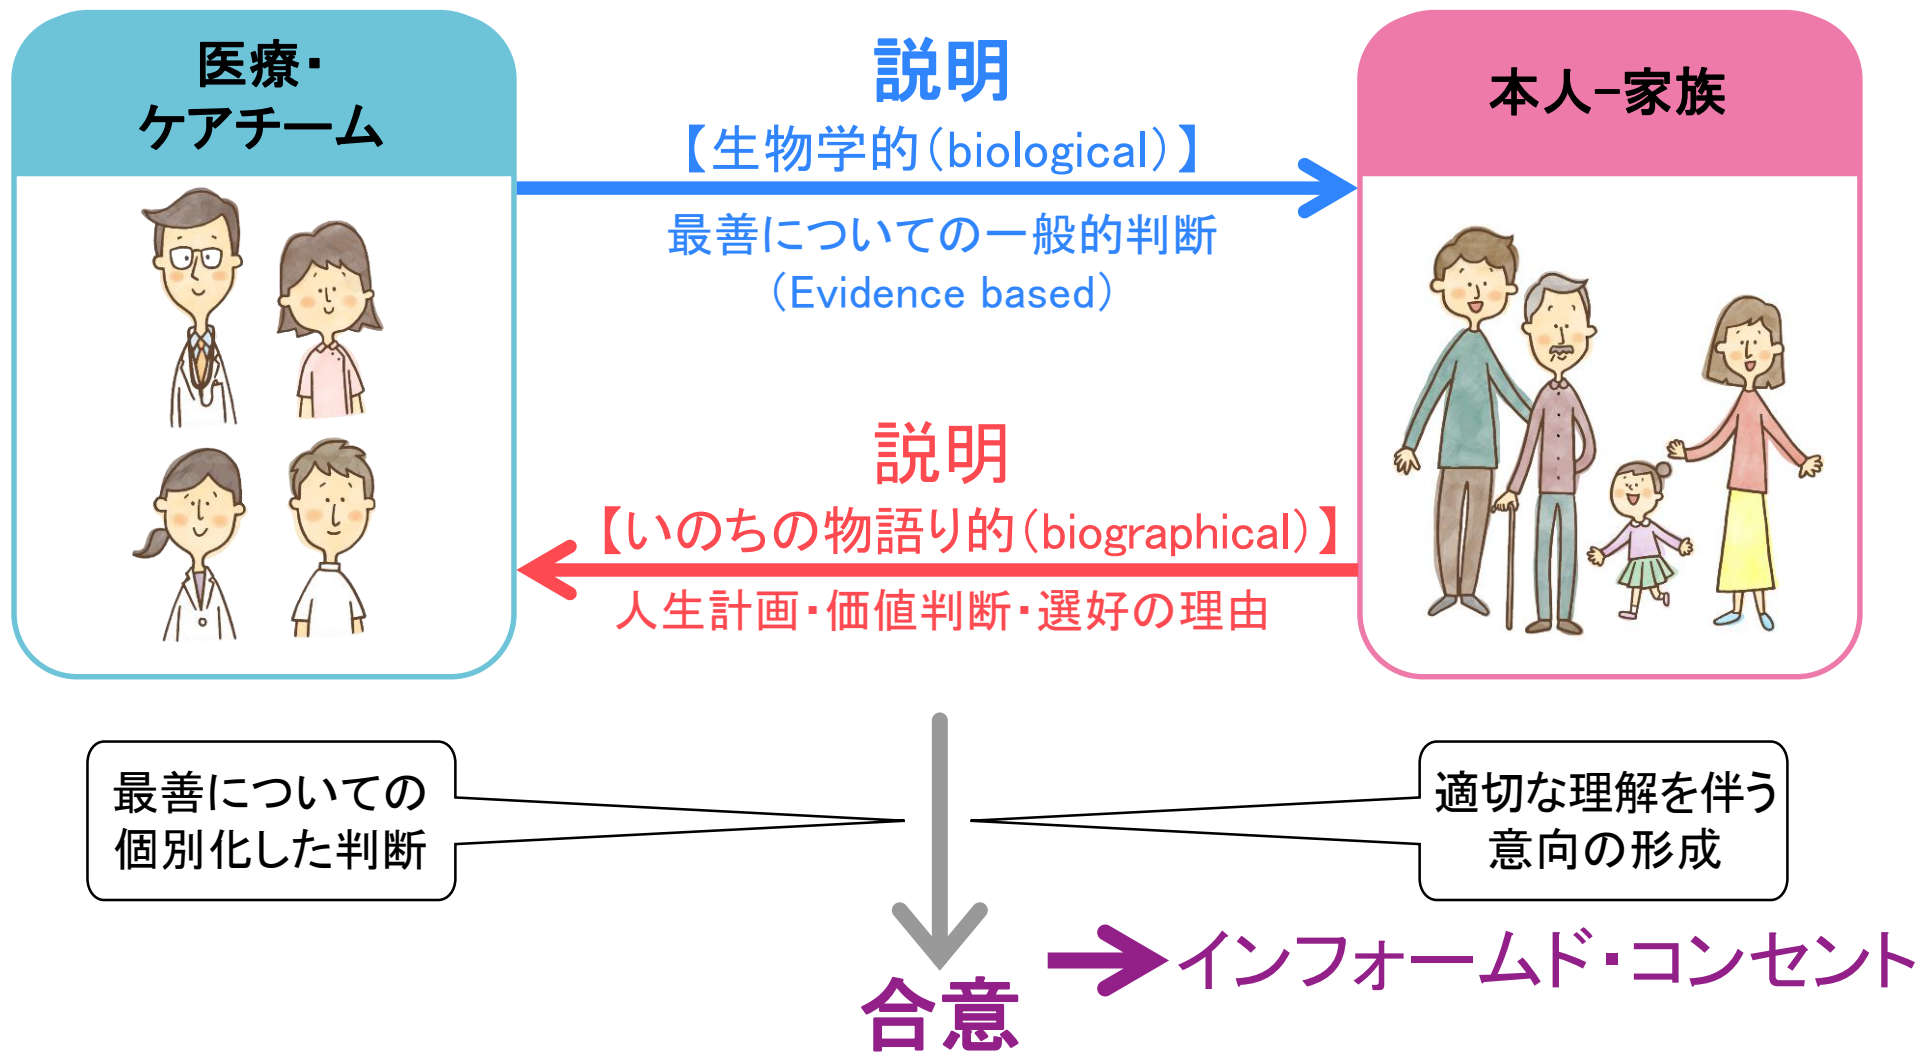 医療・
ケアチーム
説明
【生物学的（biological）】
最善についての一般的判断
（Evidence based）
本人－家族
説明
【いのちの物語り的（biographical）】
人生計画・価値判断・選好の理由
最善についての
個別化した判断
適切な理解を伴う
意向の形成
合意
インフォームド・コンセント